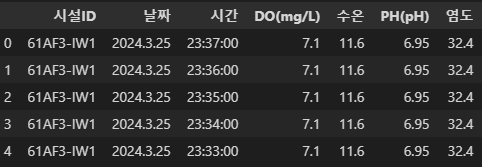 시설ID 날짜 시간 DO(mg/L) 수온 PH(pH) 염도
0 61AF3-IW1 2024.3.25 23:37:00 7.1 11.6 6.95 32.4
1 61AF3-IW1 2024.3.25 23:36:00 7.1 11.6 6.95 32.4
2 61AF3-IW1 2024.3.25 23:35:00 7.1 11.6 6.95 32.4
3 61AF3-IW1 2024.3.25 23:34:00 7.1 11.6 6.95 32.4
4 61AF3-IW1 2024.3.25 23:33:00 7.1 11.6 6.95 32.4